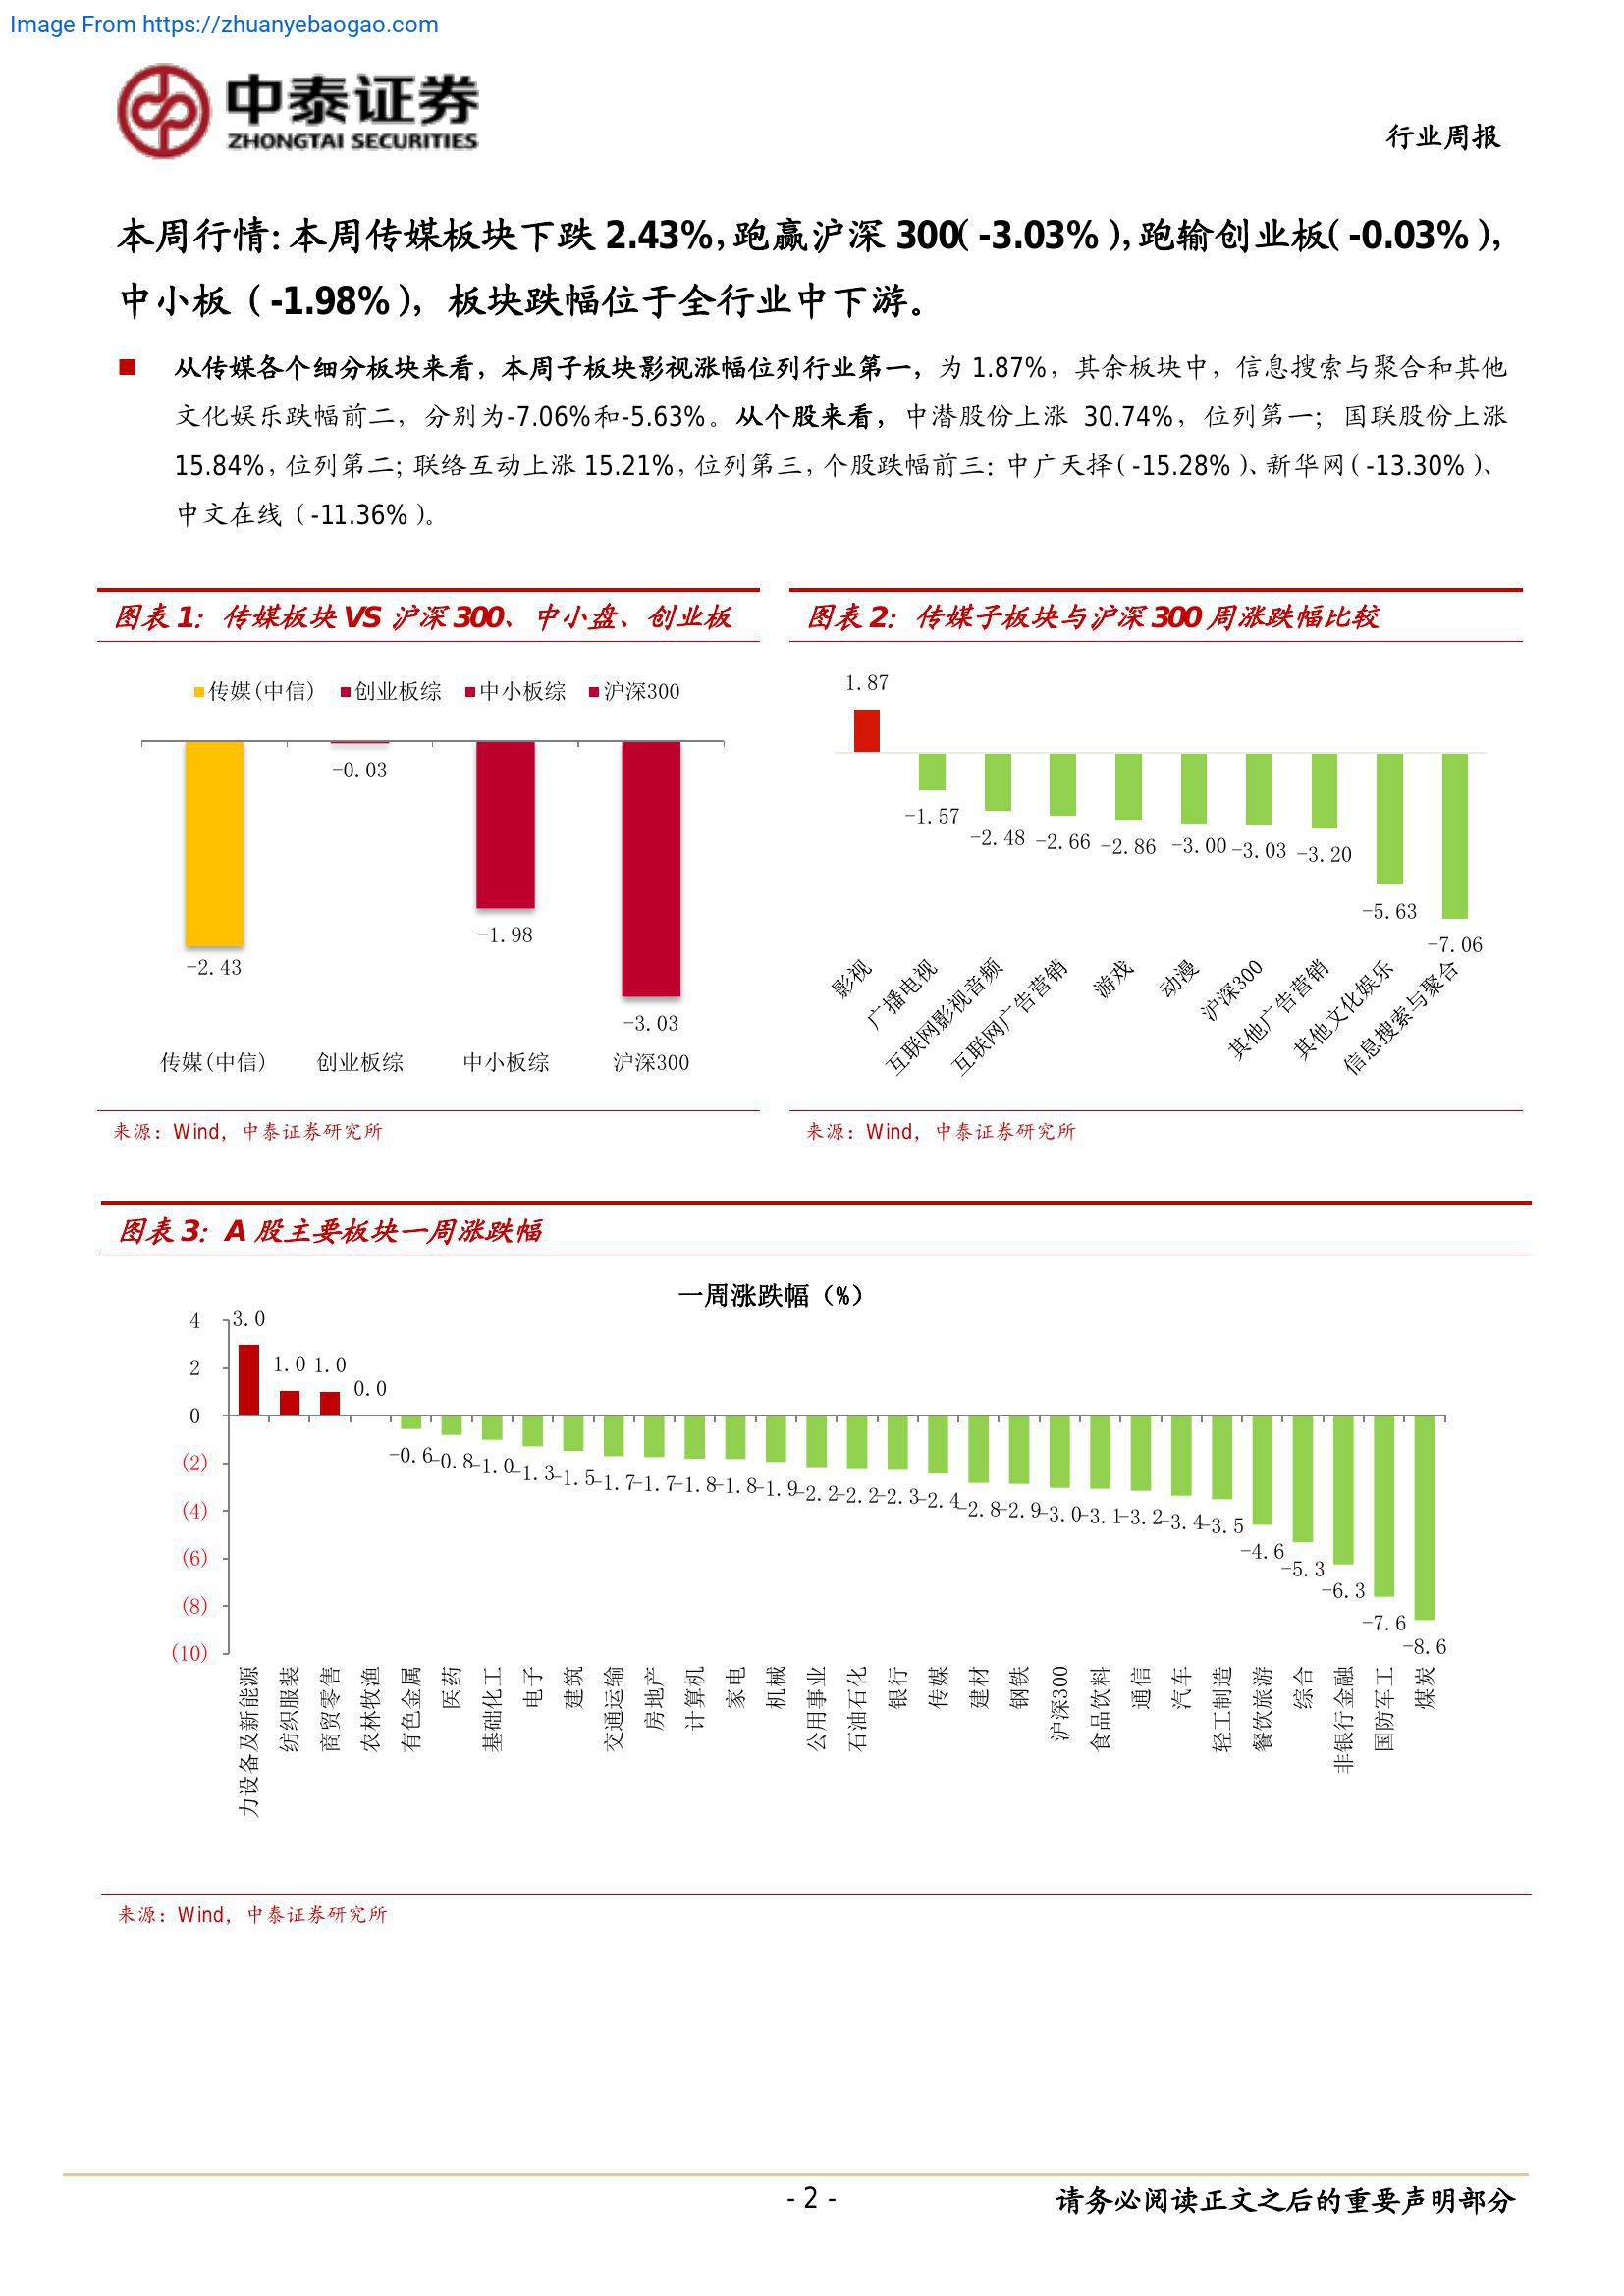 Image From https://zhuanyebaogao.com
中泰证券
ZHONGTAI SECURITIES
行业周报
本周行情:本周传媒板块下跌 2.43%,跑赢沪深 300( -3.03% ),跑输创业板( -0.03% ),
中小板（ -1.98% ），板块跌幅位于全行业中下游。
■ 从传媒各个细分板块来看，本周子板块影视涨幅位列行业第一，为 1.87%，其余板块中，信息搜索与聚合和其他
文化娱乐跌幅前二，分别为-7.06%和-5.63%。从个股来看，中潜股份上涨 30.74%，位列第一；国联股份上涨
15.84%，位列第二；联络互动上涨 15.21%，位列第三，个股跌幅前三：中广天择（ -15.28% ）、新华网（ -13.30% ）、
中文在线（ -11.36% ）。
图表 1：传媒板块 VS 沪深 300、中小盘、创业板
传媒(中信) 创业板综 中小板综 沪深300
-0.03
-1.98
-2.43
-3.03
传媒(中信) 创业板综 中小板综 沪深300
来源：Wind，中泰证券研究所
图表 2：传媒子板块与沪深 300 周涨跌幅比较
1.87
-1.57
-2.48 -2.66 -2.86 -3.00 -3.03 -3.20
-5.63
-7.06
影视
广播电视
互联网影视音频
互联网广告营销
游戏
动漫
沪深300
其他广告营销
其他文化娱乐
信息搜索与聚合
来源：Wind，中泰证券研究所
图表 3：A 股主要板块一周涨跌幅
一周涨跌幅（%）
4
2
0
(2)
(4)
(6)
(8)
(10)
3.0
1.0 1.0
0.0
-0.6 -0.8 -1.0 -1.3 -1.5 -1.7 -1.7 -1.8 -1.8 -1.9 -2.2 -2.2 -2.3 -2.4 -2.8 -2.9 -3.0 -3.1 -3.2 -3.4 -3.5
-4.6
-5.3
-6.3
-7.6
-8.6
力设备及新能源
纺织服装
商贸零售
农林牧渔
有色金属
医药
基础化工
电子
建筑
交通运输
房地产
计算机
家电
机械
公用事业
石油石化
银行
传媒
建材
钢铁
沪深300
食品饮料
通信
汽车
轻工制造
餐饮旅游
综合
非银行金融
国防军工
煤炭
来源：Wind，中泰证券研究所
- 2 -
请务必阅读正文之后的重要声明部分